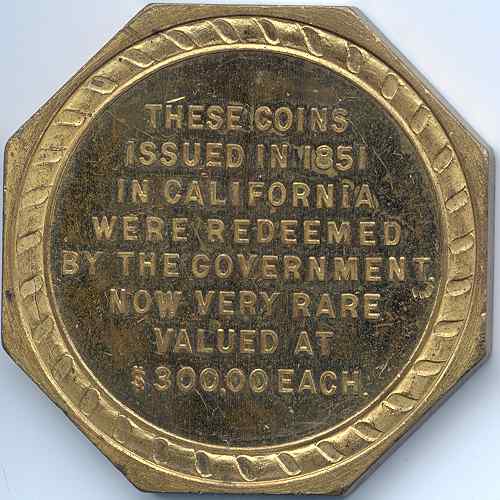 THESE COINS
ISSUED IN 1851
IN CALIFORNIA
WERE REDEEMED
BY THE GOVERNMENT.
NOW VERY RARE
VALUED AT
$300.00 EACH.